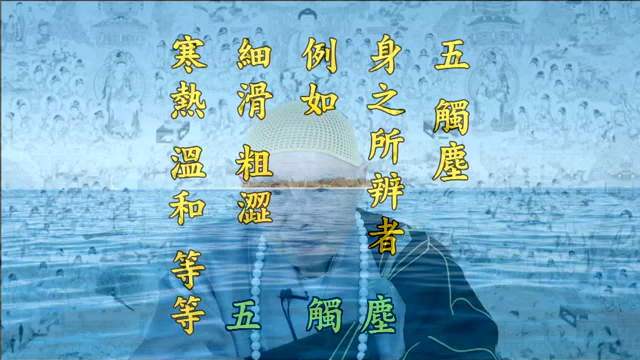 五 觸塵
身之所辨者
例如
細滑 粗澀
寒熱 溫和 等等
五 觸塵